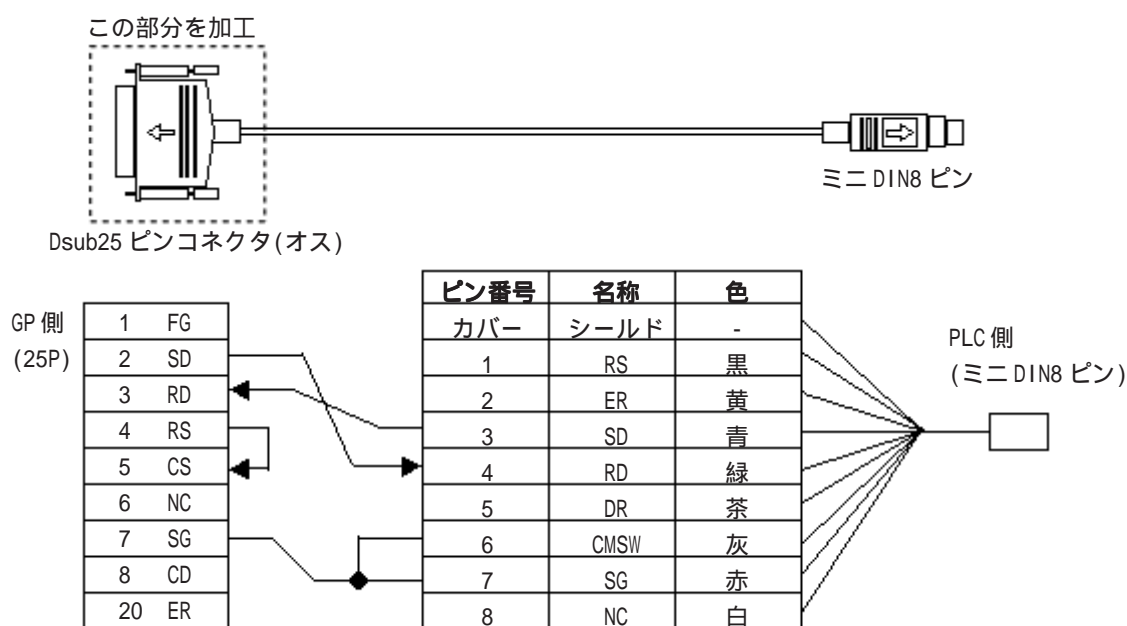 この部分を加工
ミニ DIN8 ピン
Dsub25 ピンコネクタ(オス)
GP 側
(25P)
1 FG
2 SD
3 RD
4 RS
5 CS
6 NC
7 SG
8 CD
20 ER
ピン番号 名称 色
カバー シールド -
1 RS 黒
2 ER 黄
3 SD 青
4 RD 緑
5 DR 茶
6 CMSW 灰
7 SG 赤
8 NC 白
PLC 側
(ミニ DIN8 ピン)